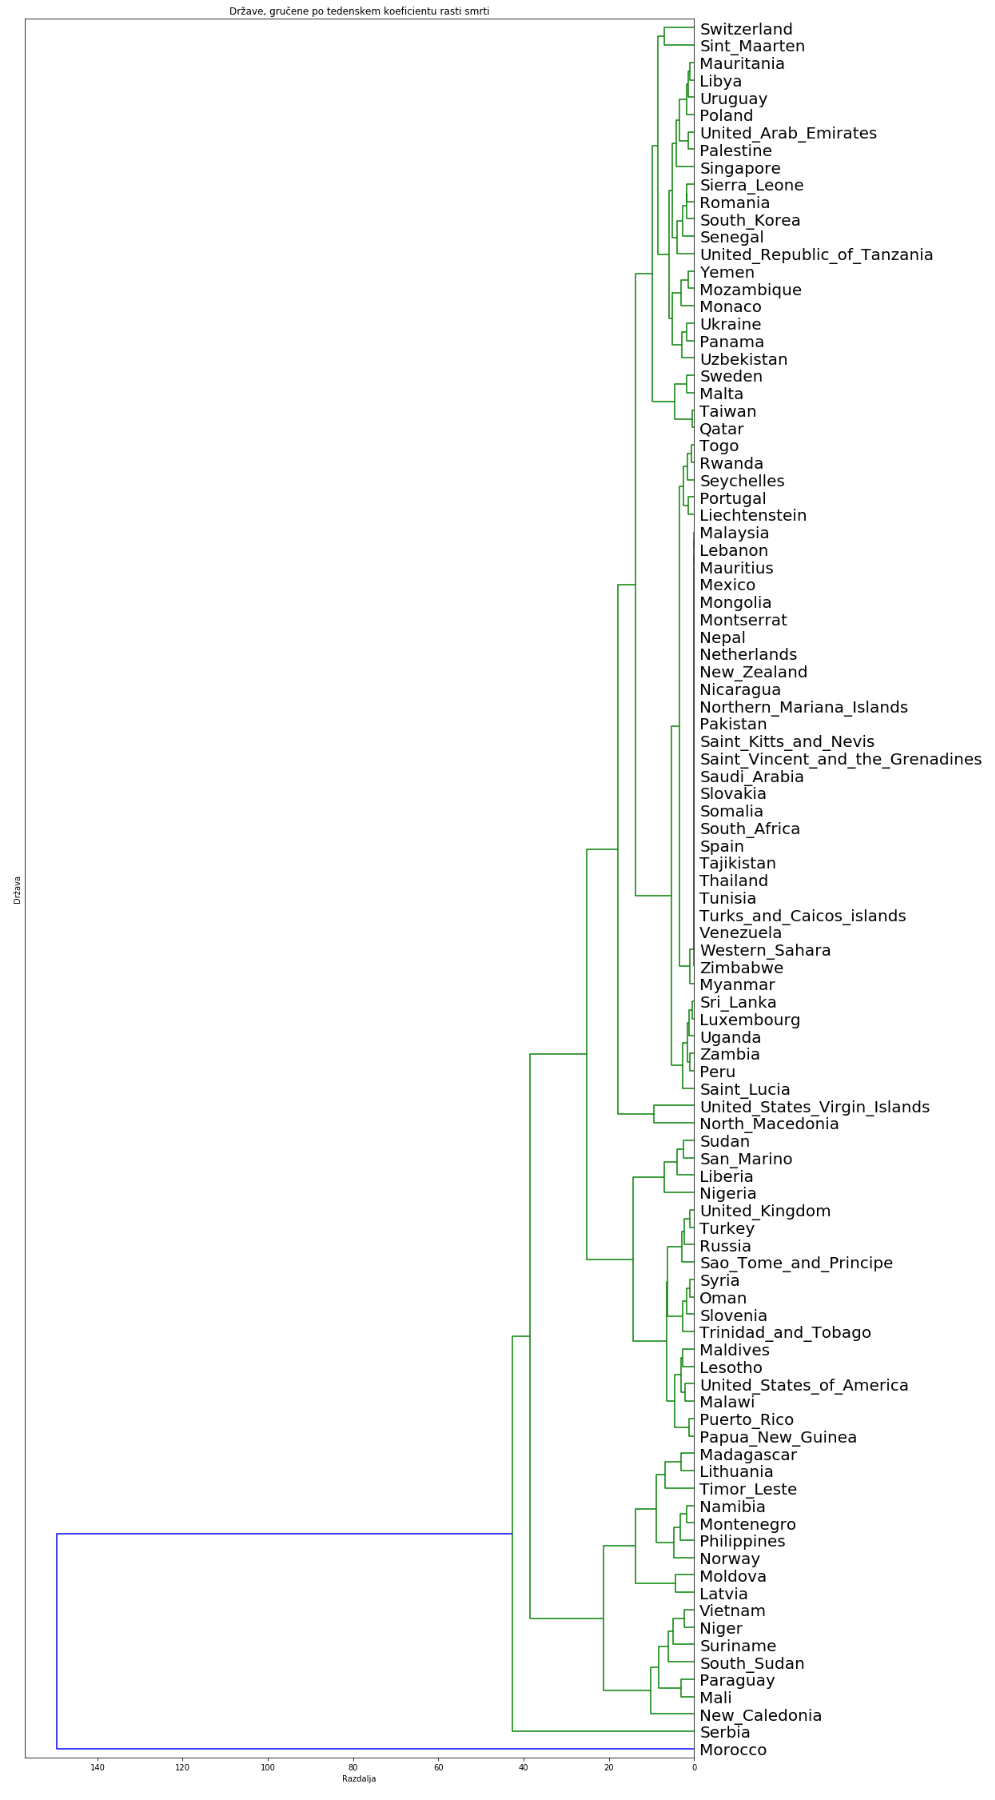 Države, gručene po tedenskem koeficientu rasti smrti
Switzerland
Sint_Maarten
Mauritania
Libya
Uruguay
Poland
United_Arab_Emirates
Palestine
Singapore
Sierra_Leone
Romania
South_Korea
Senegal
United_Republic_of_Tanzania
Yemen
Mozambique
Monaco
Ukraine
Panama
Uzbekistan
Sweden
Malta
Taiwan
Qatar
Togo
Rwanda
Seychelles
Portugal
Liechtenstein
Malaysia
Lebanon
Mauritius
Mexico
Mongolia
Montserrat
Nepal
Netherlands
New_Zealand
Nicaragua
Northern_Mariana_Islands
Pakistan
Saint_Kitts_and_Nevis
Saint_Vincent_and_the_Grenadines
Saudi_Arabia
Slovakia
Somalia
South_Africa
Spain
Tajikistan
Thailand
Tunisia
Turks_and_Caicos_islands
Venezuela
Western_Sahara
Zimbabwe
Myanmar
Sri_Lanka
Luxembourg
Uganda
Zambia
Peru
Saint_Lucia
United_States_Virgin_Islands
North_Macedonia
Sudan
San_Marino
Liberia
Nigeria
United_Kingdom
Turkey
Russia
Sao_Tome_and_Principe
Syria
Oman
Slovenia
Trinidad_and_Tobago
Maldives
Lesotho
United_States_of_America
Malawi
Puerto_Rico
Papua_New_Guinea
Madagascar
Lithuania
Timor_Leste
Namibia
Montenegro
Philippines
Norway
Moldova
Latvia
Vietnam
Niger
Suriname
South_Sudan
Paraguay
Mali
New_Caledonia
Serbia
Morocco
Država
140 120 100 80 60 40 20 0
Razdalja